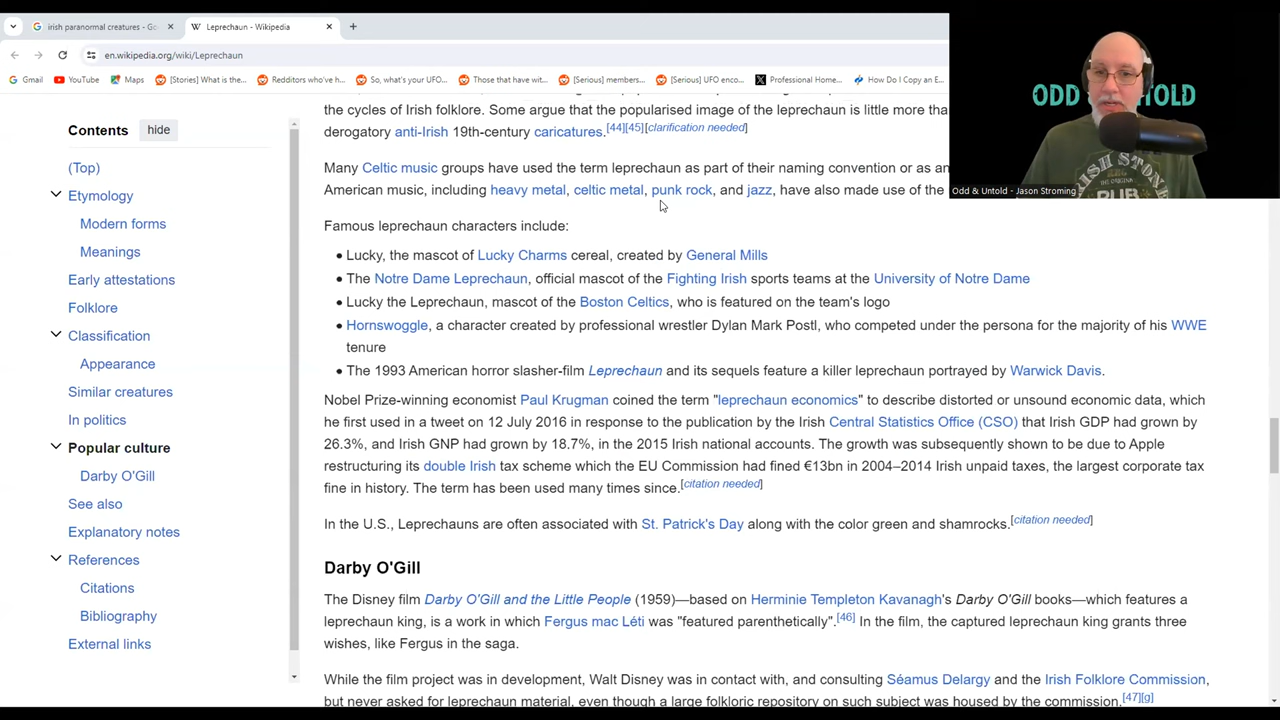 irish paranormal creatures - Go
Leprechaun - Wikipedia
en.wikipedia.org/wiki/Leprechaun
Gmail
YouTube
Maps
[Stories] What is the...
Redditors who've h...
So, what's your UFO...
Those that have wit...
[Serious] members...
[Serious] UFO enco...
Professional Home...
How Do I Copy an E...
ODD
TOLD
IRISH STONE
PUB
Odd & Untold - Jason Stroming
Contents
hide
(Top)
Etymology
Modern forms
Meanings
Early attestations
Folklore
Classification
Appearance
Similar creatures
In politics
Popular culture
Darby O'Gill
See also
Explanatory notes
References
Citations
Bibliography
External links
the cycles of Irish folklore. Some argue that the popularised image of the leprechaun is little more than
derogatory anti-Irish 19th-century caricatures.[44][45][clarification needed]
Many Celtic music groups have used the term leprechaun as part of their naming convention or as an
American music, including heavy metal, celtic metal, punk rock, and jazz, have also made use of the
Famous leprechaun characters include:
• Lucky, the mascot of Lucky Charms cereal, created by General Mills
• The Notre Dame Leprechaun, official mascot of the Fighting Irish sports teams at the University of Notre Dame
• Lucky the Leprechaun, mascot of the Boston Celtics, who is featured on the team's logo
• Hornswoggle, a character created by professional wrestler Dylan Mark Postl, who competed under the persona for the majority of his WWE
tenure
• The 1993 American horror slasher-film Leprechaun and its sequels feature a killer leprechaun portrayed by Warwick Davis.
Nobel Prize-winning economist Paul Krugman coined the term "leprechaun economics" to describe distorted or unsound economic data, which
he first used in a tweet on 12 July 2016 in response to the publication by the Irish Central Statistics Office (CSO) that Irish GDP had grown by
26.3%, and Irish GNP had grown by 18.7%, in the 2015 Irish national accounts. The growth was subsequently shown to be due to Apple
restructuring its double Irish tax scheme which the EU Commission had fined €13bn in 2004–2014 Irish unpaid taxes, the largest corporate tax
fine in history. The term has been used many times since.[citation needed]
In the U.S., Leprechauns are often associated with St. Patrick's Day along with the color green and shamrocks.[citation needed]
Darby O'Gill
The Disney film Darby O'Gill and the Little People (1959)—based on Herminie Templeton Kavanagh's Darby O'Gill books—which features a
leprechaun king, is a work in which Fergus mac Léti was "featured parenthetically".[46] In the film, the captured leprechaun king grants three
wishes, like Fergus in the saga.
While the film project was in development, Walt Disney was in contact with, and consulting Séamus Delargy and the Irish Folklore Commission,
but never asked for leprechaun material, even though a large folkloric repository on such subject was housed by the commission.[47][g]